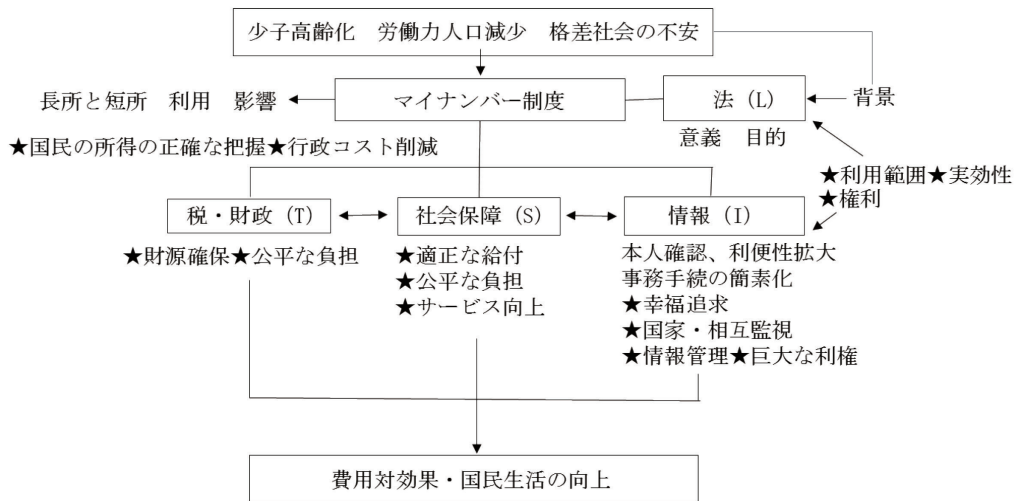 少子高齢化　労働力人口減少　格差社会の不安
長所と短所　利用　影響
マイナンバー制度
法（L）
背景
意義　目的
★国民の所得の正確な把握★行政コスト削減
★利用範囲★実効性
★権利
税・財政（T）
社会保障（S）
情報（I）
★財源確保★公平な負担
★適正な給付
★公平な負担
★サービス向上
本人確認、利便性拡大
事務手続の簡素化
★幸福追求
★国家・相互監視
★情報管理★巨大な利権
費用対効果・国民生活の向上